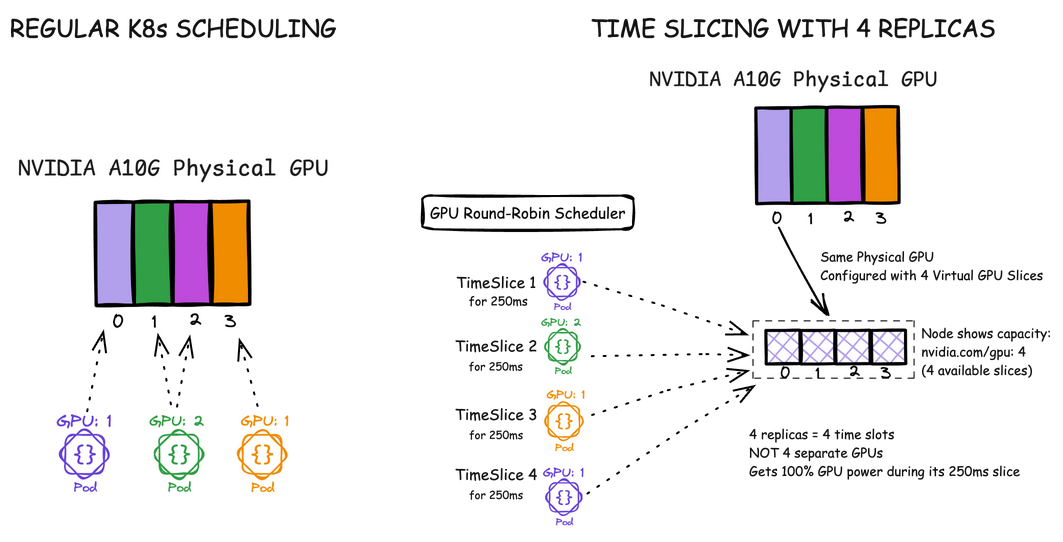 REGULAR K8s SCHEDULING
NVIDIA A10G Physical GPU
0 1 2 3
GPU: 1
GPU: 2
GPU: 1
{}
{}
{}
Pod
Pod
Pod
TIME SLICING WITH 4 REPLICAS
NVIDIA A10G Physical GPU
0 1 2 3
GPU Round-Robin Scheduler
Same Physical GPU
Configured with 4 Virtual GPU Slices
TimeSlice 1
for 250ms
GPU: 1
{}
Pod
TimeSlice 2
for 250ms
GPU: 2
{}
Pod
TimeSlice 3
for 250ms
GPU: 1
{}
Pod
TimeSlice 4
for 250ms
GPU: 1
{}
Pod
0 1 2 3
Node shows capacity:
nvidia.com/gpu: 4
(4 available slices)
4 replicas = 4 time slots
NOT 4 separate GPUs
Gets 100% GPU power during its 250ms slice